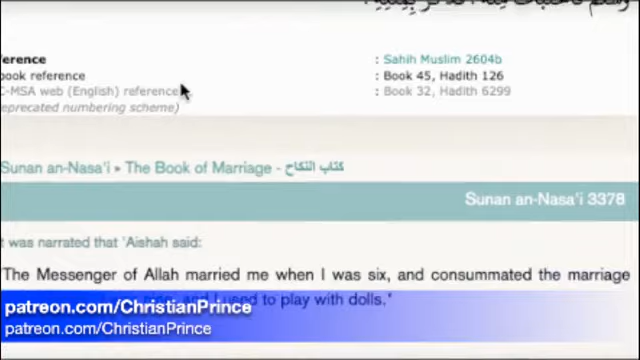 erence : Sahih Muslim 2604b
book reference : Book 45, Hadith 126
C-MSA web (English) reference : Book 32, Hadith 6299
eprecated numbering scheme)
Sunan an-Nasa'i » The Book of Marriage - كتاب النكاح
Sunan an-Nasa'i 3378
t was narrated that 'Aishah said:
The Messenger of Allah married me when I was six, and consummated the marriage
and I used to play with dolls."
patreon.com/ChristianPrince
patreon.com/ChristianPrince